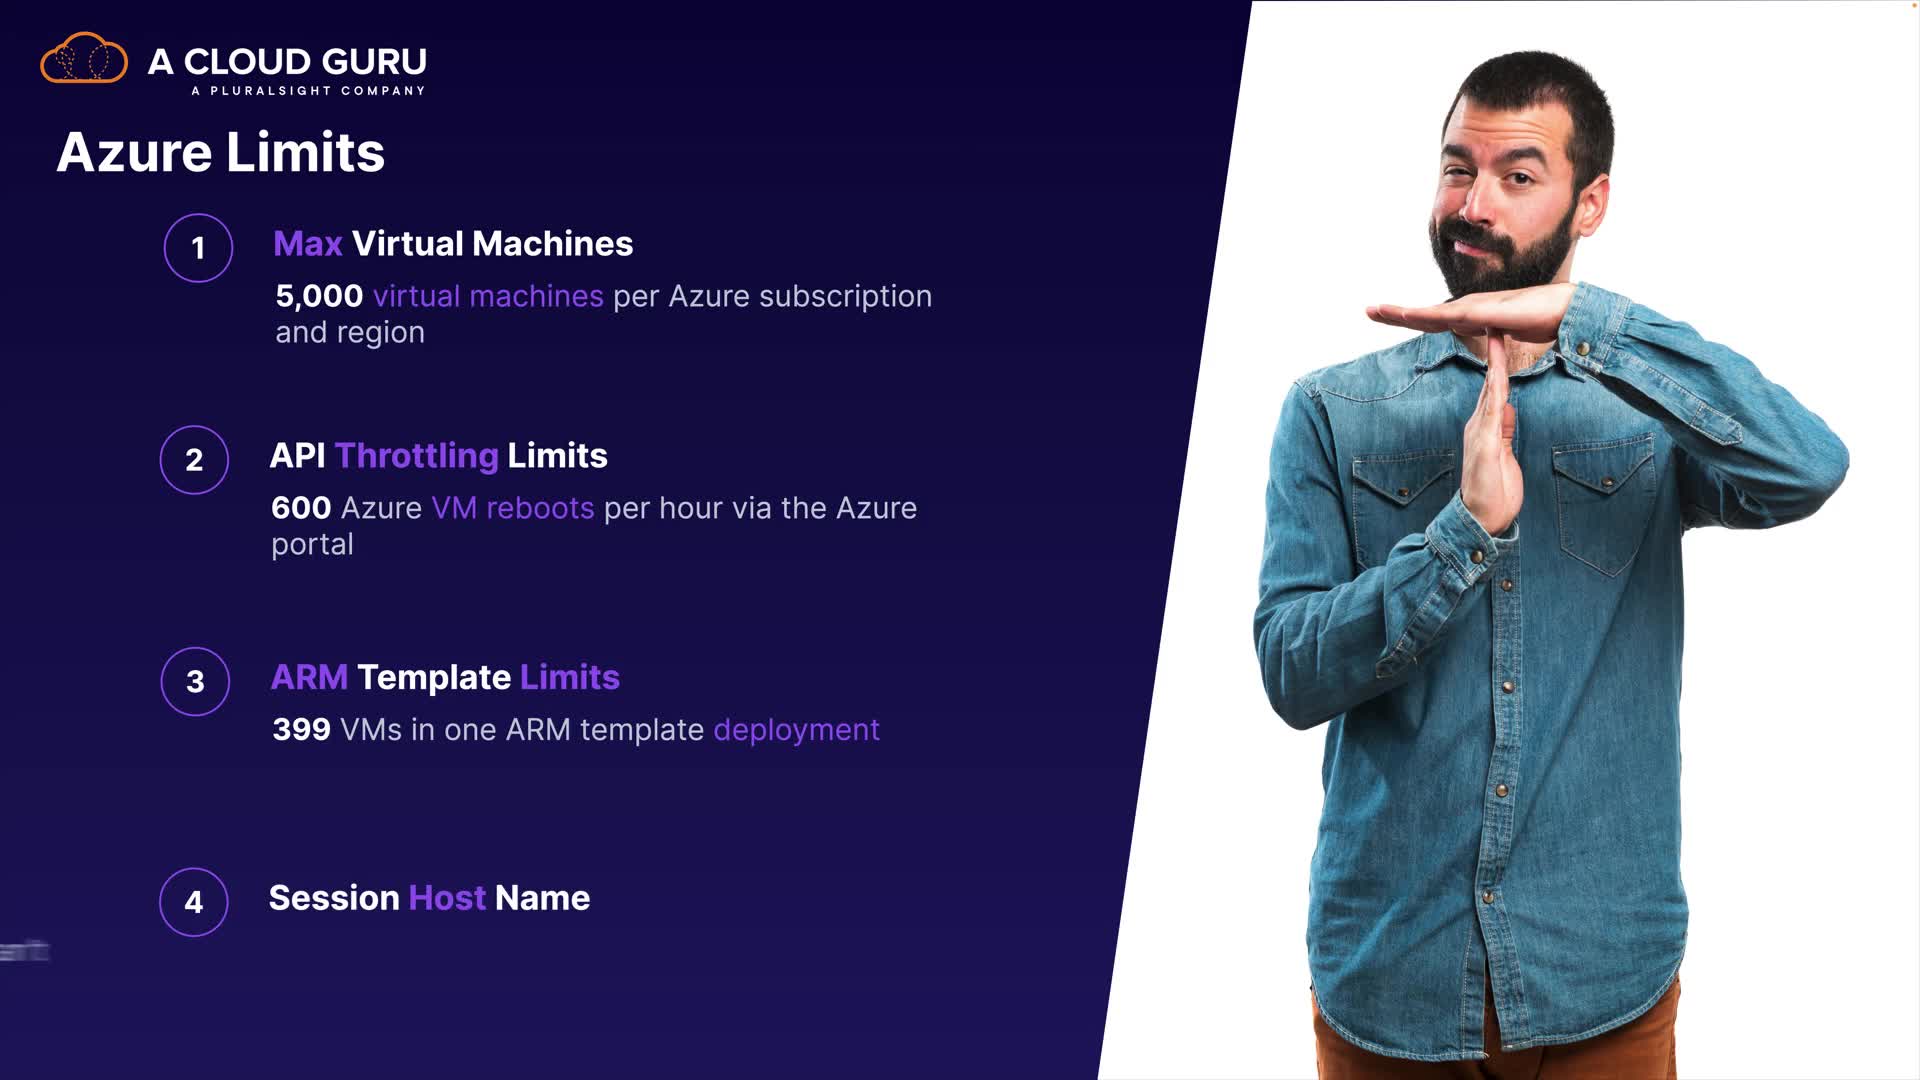 A CLOUD GURU
A PLURALSIGHT COMPANY
Azure Limits
1
Max Virtual Machines
5,000 virtual machines per Azure subscription
and region
2
API Throttling Limits
600 Azure VM reboots per hour via the Azure
portal
3
ARM Template Limits
399 VMs in one ARM template deployment
4
Session Host Name